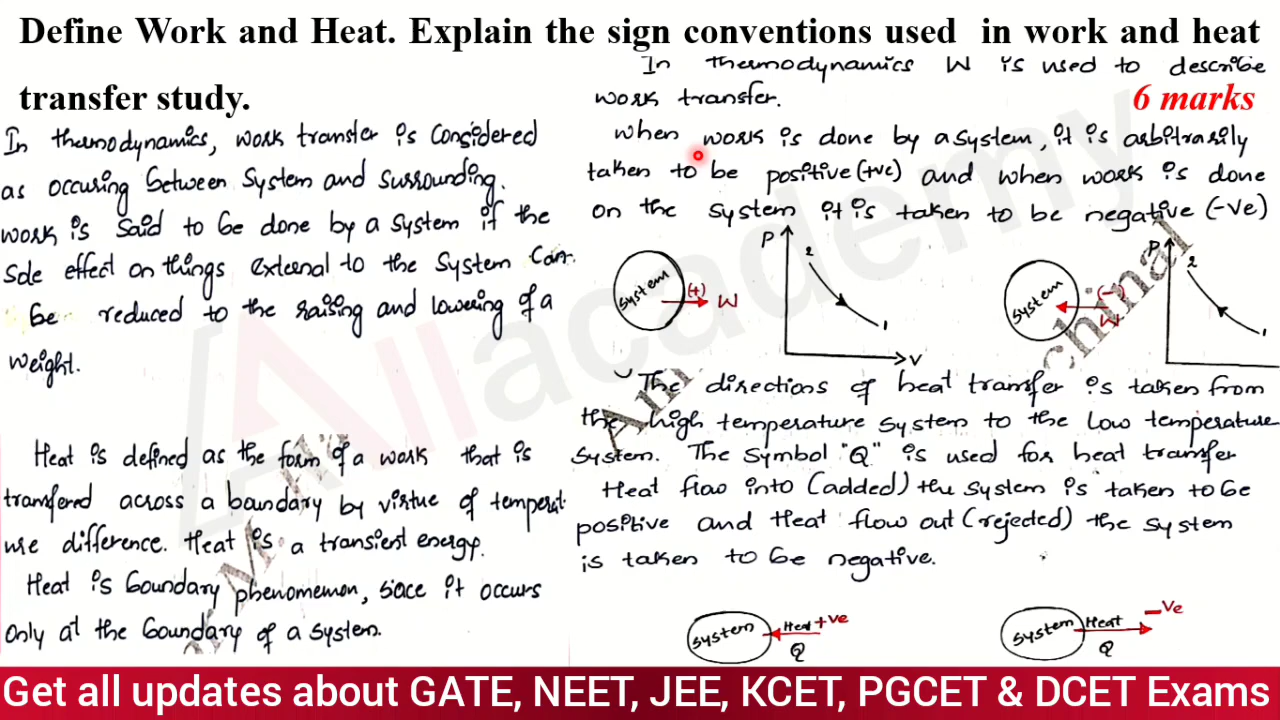 Define Work and Heat. Explain the sign conventions used in work and heat
transfer study.
6 marks
In thermodynamics, work transfer is considered
as occuring between System and surrounding.
work is said to be done by a system if the
Sole effect on things external to the system can
be reduced to the raising and lowering of a
weight.
Heat is defined as the form of a work that is
transfered across a boundary by virtue of temperat
ure difference. Heat is a transient energy.
Heat is boundary phenomemon, since it occurs
only at the boundary of a system.
In thermodynamics W is used to describe
work transfer.
when work is done by a system, it is arbitrarily
taken to be positive (+ve) and when work is done
on the system it is taken to be negative (-Ve)
System (+) W
P 2 1 V
System (-) W
P 2 1
The directions of heat transfer is taken from
the high temperature system to the low temperature
system. The symbol "Q" is used for heat transfer
Heat flow into (added) the system is taken to be
positive and Heat flow out (rejected) the system
is taken to be negative.
System Heat +ve
Q
System Heat -Ve
Q
Allacademy
Get all updates about GATE, NEET, JEE, KCET, PGCET & DCET Exams